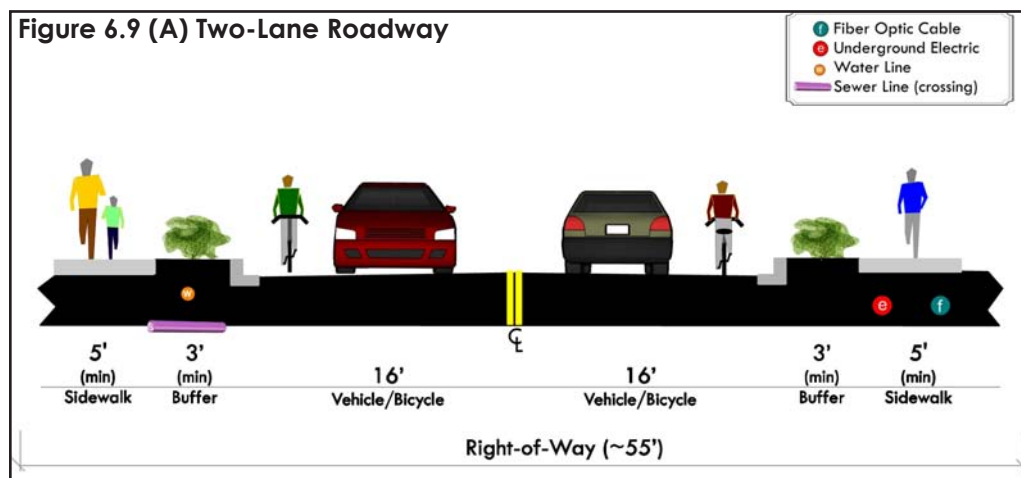 Figure 6.9 (A) Two-Lane Roadway
f Fiber Optic Cable
e Underground Electric
w Water Line
Sewer Line (crossing)
w
e
f
℄
5' 3’ 16’ 16’ 3’ 5'
(min) (min) (min) (min)
Sidewalk Buffer Vehicle/Bicycle Vehicle/Bicycle Buffer Sidewalk
Right-of-Way (~55’)